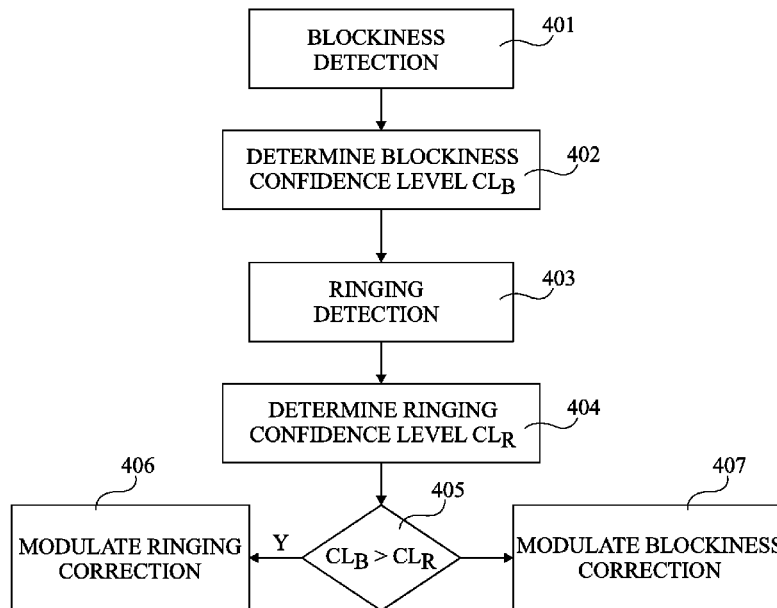 BLOCKINESS
DETECTION
401
DETERMINE BLOCKINESS
CONFIDENCE LEVEL CLB
402
RINGING
DETECTION
403
DETERMINE RINGING
CONFIDENCE LEVEL CLR
404
406
405
407
MODULATE RINGING
CORRECTION
Y
CLB > CLR
MODULATE BLOCKINESS
CORRECTION